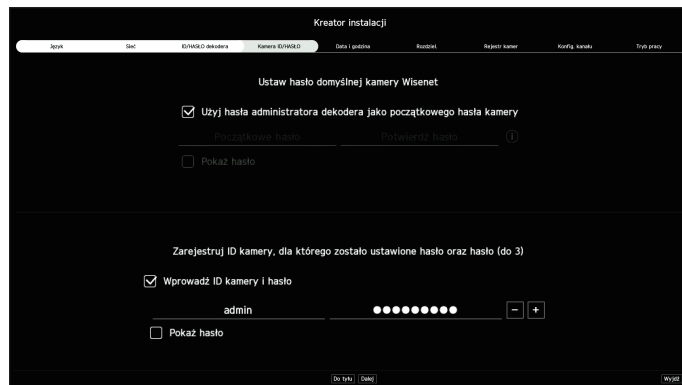 Kreator instalacji
Język Sieć ID/HASŁO dekodera Kamera ID/HASŁO Data i godzina Rozdziel. Rejestr kamer Konfig. kanału Tryb pracy
Ustaw hasło domyślnej kamery Wisenet
Użyj hasła administratora dekodera jako początkowego hasła kamery
Początkowe hasło Potwierdź hasło
Pokaż hasło
Zarejestruj ID kamery, dla którego zostało ustawione hasło oraz hasło (do 3)
Wprowadź ID kamery i hasło
admin ●●●●●●●●●
Pokaż hasło
Do tyłu Dalej Wyjdź